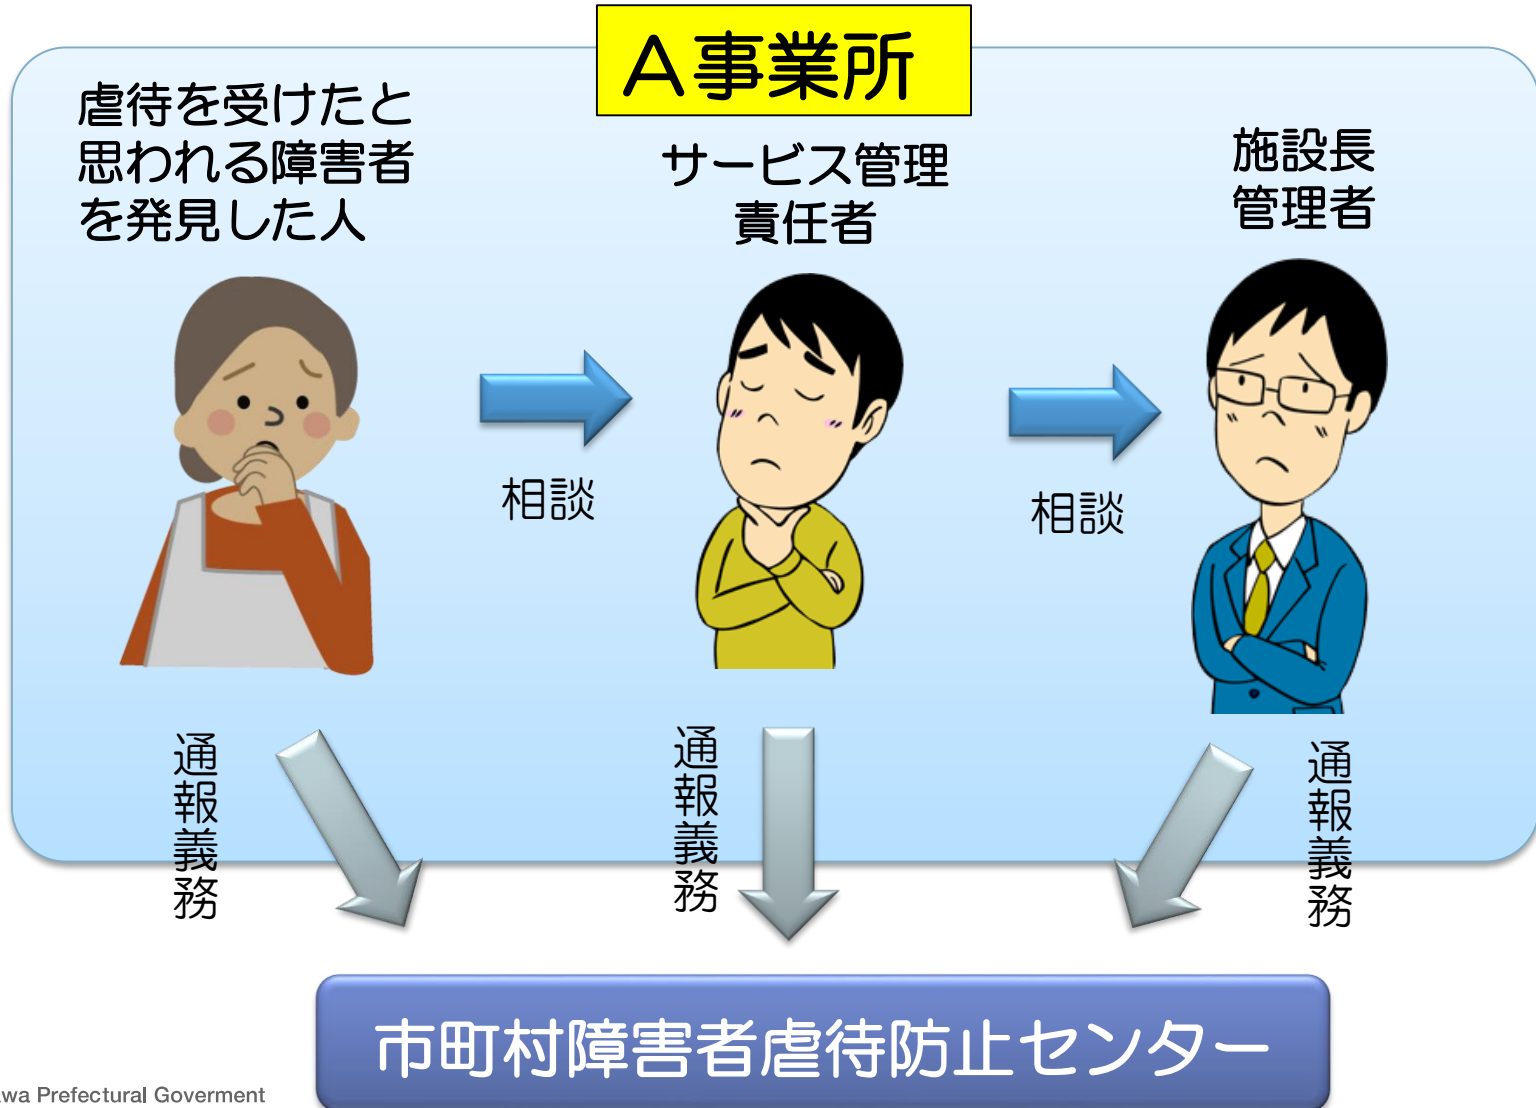 A事業所
虐待を受けたと
思われる障害者
を発見した人
サービス管理
責任者
施設長
管理者
相談
相談
通報義務
通報義務
通報義務
市町村障害者虐待防止センター
Prefectural Goverment